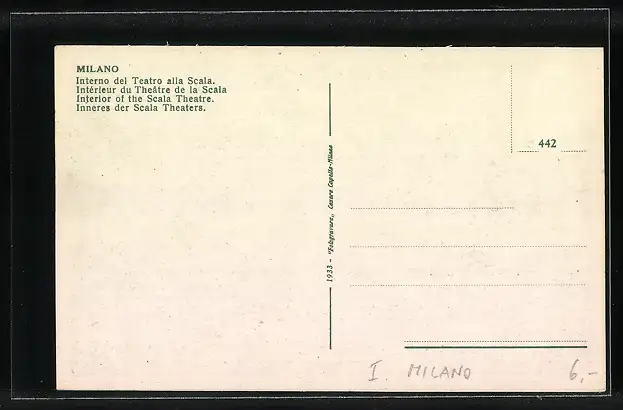 MILANO
Interno del Teatro alla Scala.
Intérieur du Theâtre de la Scala
Interior of the Scala Theatre.
Inneres der Scala Theaters.
442
1933 - "Fotogravure„ Cesare Capello-Milano
I. MILANO
6,-